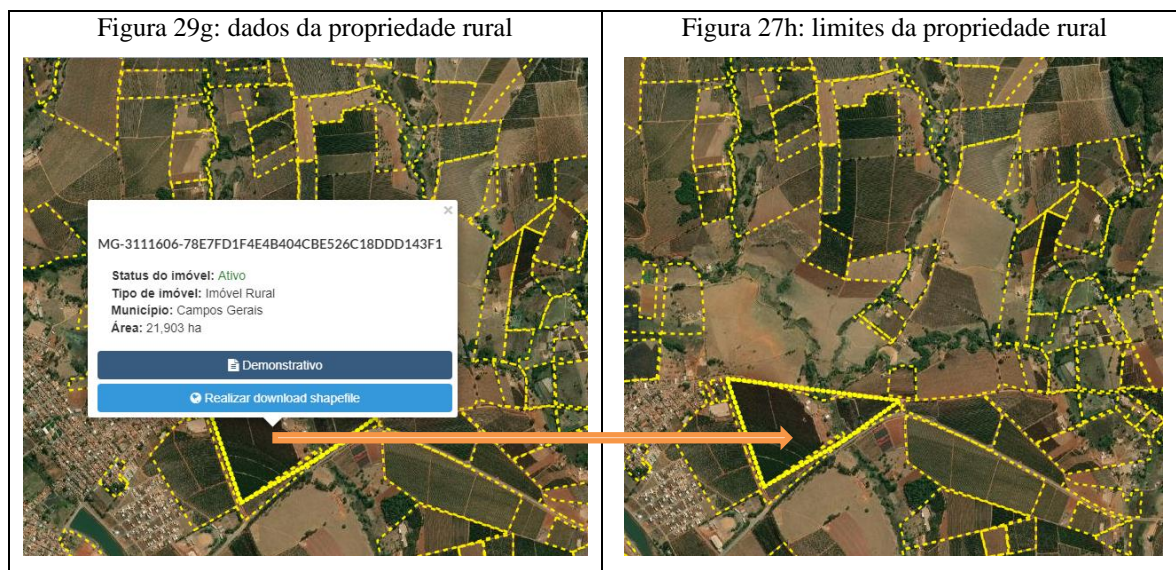 Figura 29g: dados da propriedade rural
Figura 27h: limites da propriedade rural
×
MG-3111606-78E7FD1F4E4B404CBE526C18DDD143F1
Status do imóvel: Ativo
Tipo de imóvel: Imóvel Rural
Município: Campos Gerais
Área: 21,903 ha
Demonstrativo
Realizar download shapefile